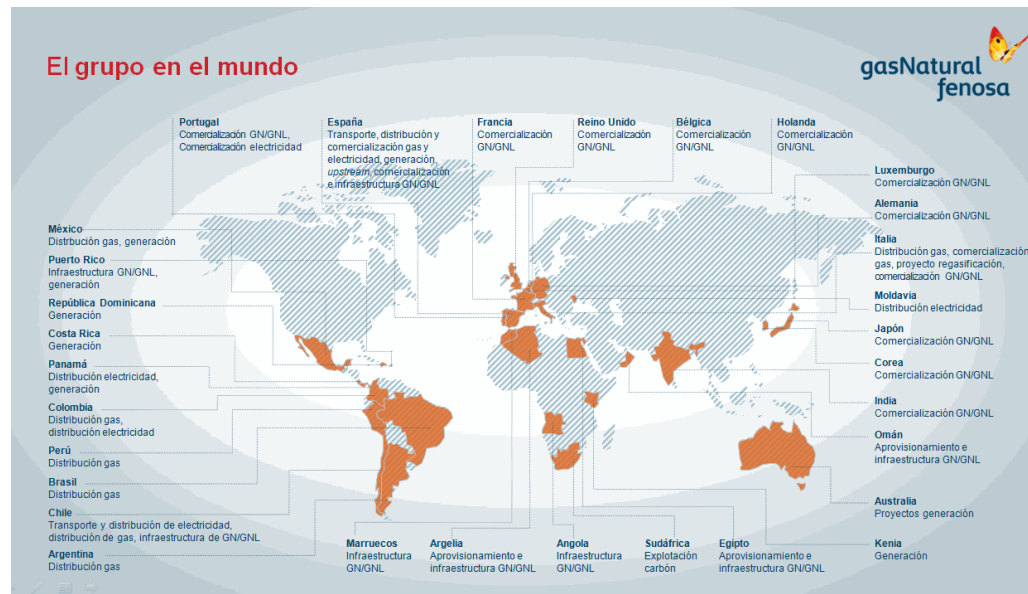 El grupo en el mundo
gasNatural
fenosa
Portugal
Comercialización GN/GNL,
Comercialización electricidad
España
Transporte, distribución y
comercialización gas y
electricidad, generación,
upstream, comercialización
e infraestructura GN/GNL
Francia
Comercialización
GN/GNL
Reino Unido
Comercialización
GN/GNL
Bélgica
Comercialización
GN/GNL
Holanda
Comercialización
GN/GNL
Luxemburgo
Comercialización GN/GNL
Alemania
Comercialización GN/GNL
Italia
Distribución gas, comercialización
gas, proyecto regasificación,
comercialización GN/GNL
Moldavia
Distribución electricidad
Japón
Comercialización GN/GNL
Corea
Comercialización GN/GNL
India
Comercialización GN/GNL
Omán
Aprovisionamiento e
infraestructura GN/GNL
Australia
Proyectos generación
Kenia
Generación
México
Distrbución gas, generación
Puerto Rico
Infraestructura GN/GNL,
generación
República Dominicana
Generación
Costa Rica
Generación
Panamá
Distribución electricidad,
generación
Colombia
Distribución gas,
distribución electricidad
Perú
Distribución gas
Brasil
Distribución gas
Chile
Transporte y distribución de electricidad,
distribución de gas, infraestructura de GN/GNL
Argentina
Distribución gas
Marruecos
Infraestructura
GN/GNL
Argelia
Aprovisionamiento e
infraestructura GN/GNL
Angola
Infraestructura
GN/GNL
Sudáfrica
Explotación
carbón
Egipto
Aprovisionamiento e
infraestructura GN/GNL